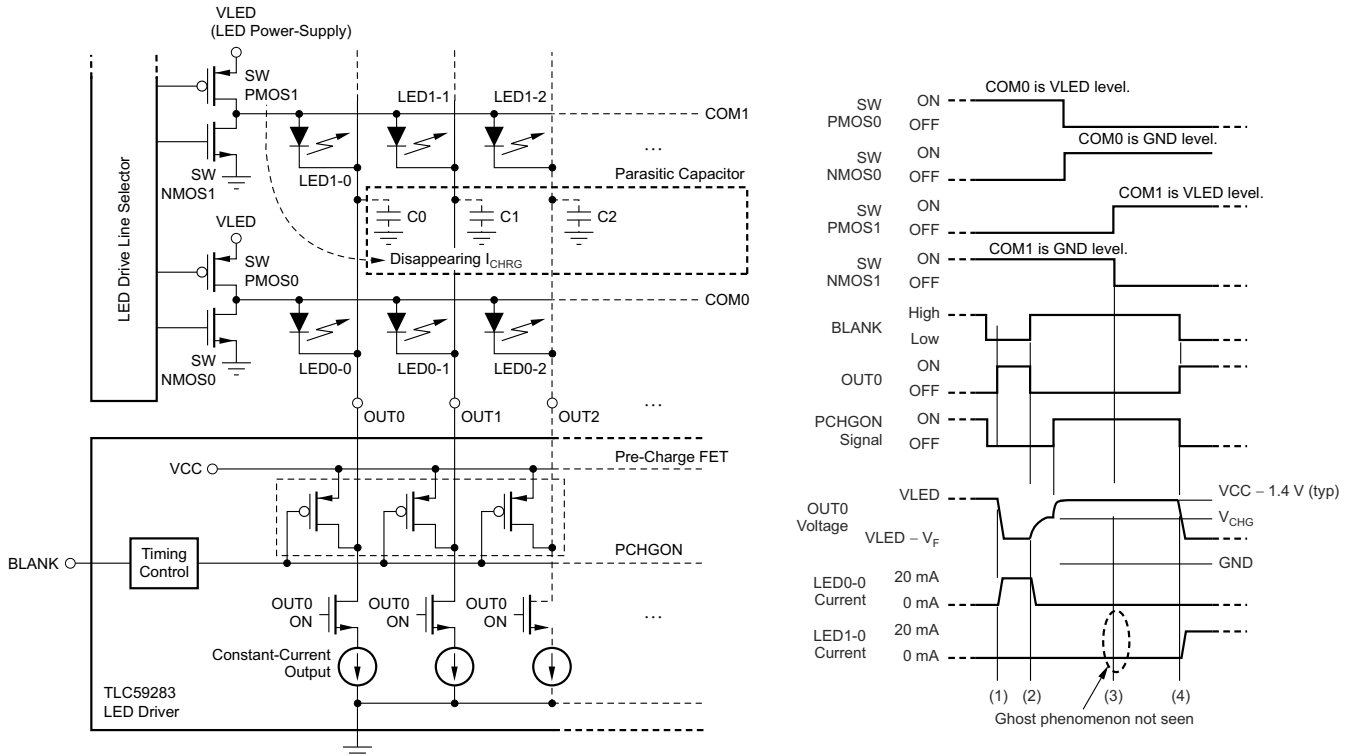 VLED
(LED Power-Supply)
SW
PMOS1
LED1-1
LED1-2
COM1
LED Drive Line Selector
SW
NMOS1
LED1-0
...
Parasitic Capacitor
VLED
C0
C1
C2
SW
PMOS0
Disappearing ICHRG
COM0
SW
NMOS0
LED0-0
LED0-1
LED0-2
...
OUT0
OUT1
OUT2
...
Pre-Charge FET
VCC
BLANK
Timing
Control
PCHGON
OUT0
ON
OUT0
ON
OUT0
ON
...
Constant-Current
Output
TLC59283
LED Driver
SW
PMOS0
ON
OFF
COM0 is VLED level.
SW
NMOS0
ON
OFF
COM0 is GND level.
SW
PMOS1
ON
OFF
COM1 is VLED level.
SW
NMOS1
ON
OFF
COM1 is GND level.
BLANK
High
Low
OUT0
ON
OFF
PCHGON
Signal
ON
OFF
OUT0
Voltage
VLED
VLED – VF
VCC – 1.4 V (typ)
VCHG
GND
LED0-0
Current
20 mA
0 mA
LED1-0
Current
20 mA
0 mA
(1)
(2)
(3)
(4)
Ghost phenomenon not seen